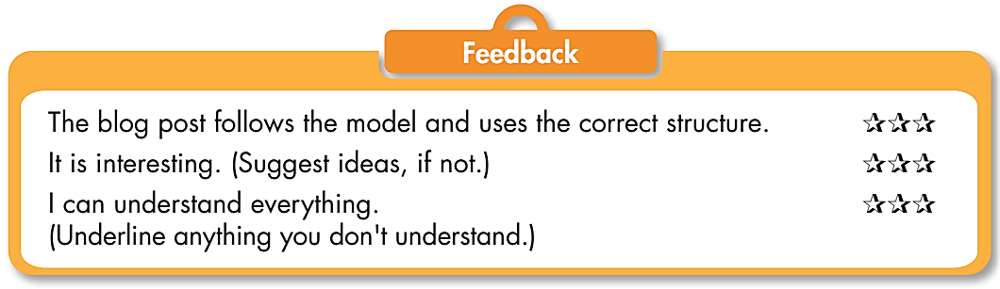 Feedback
The blog post follows the model and uses the correct structure. ✰✰✰
It is interesting. (Suggest ideas, if not.) ✰✰✰
I can understand everything. ✰✰✰
(Underline anything you don't understand.)